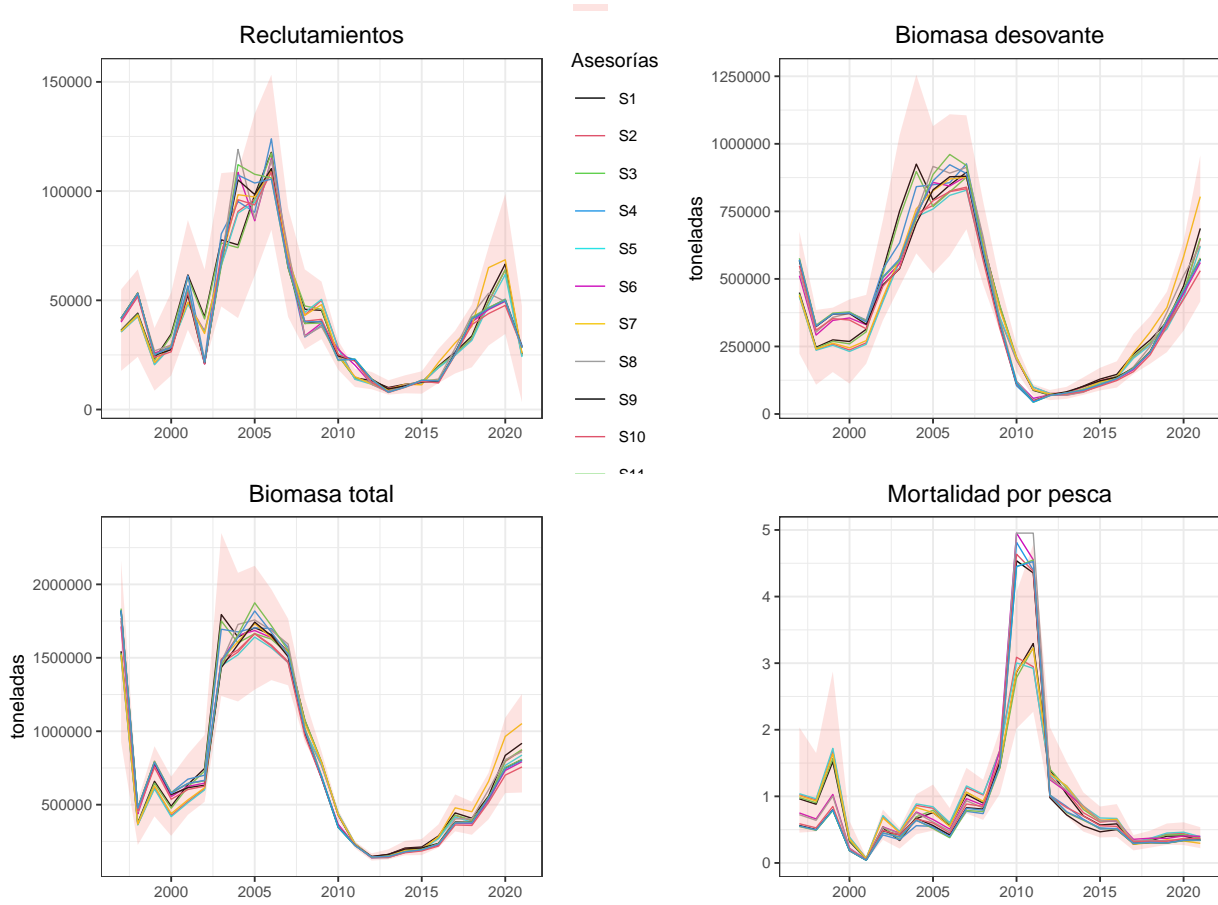 Reclutamientos
150000
100000
50000
0
2000
2005
2010
2015
2020
Asesorías
S1
S2
S3
S4
S5
S6
S7
S8
S9
S10
S11
Biomasa desovante
toneladas
1250000
1000000
750000
500000
250000
0
2000
2005
2010
2015
2020
Biomasa total
toneladas
2000000
1500000
1000000
500000
2000
2005
2010
2015
2020
Mortalidad por pesca
5
4
3
2
1
0
2000
2005
2010
2015
2020